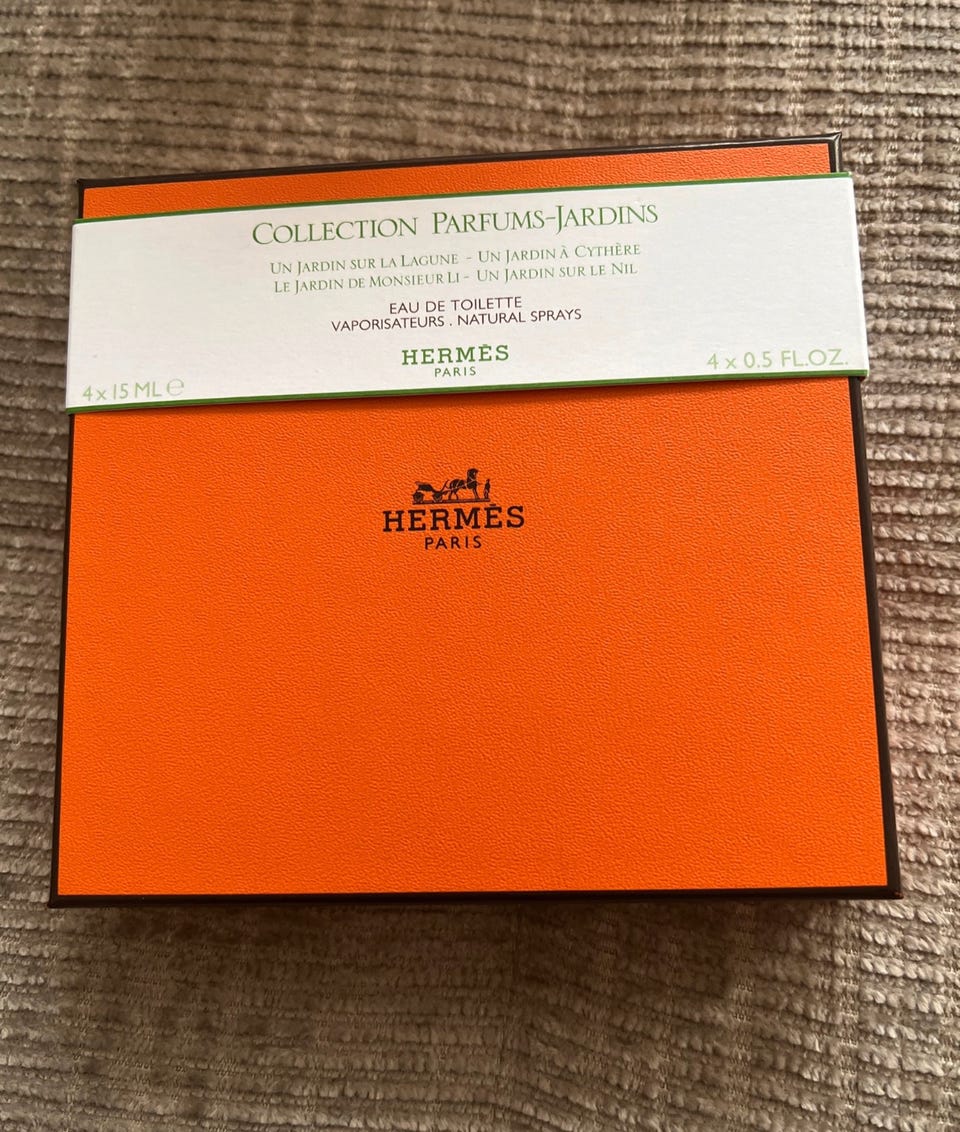 COLLECTION PARFUMS-JARDINS
UN JARDIN SUR LA LAGUNE - UN JARDIN À CYTHÈRE
LE JARDIN DE MONSIEUR LI - UN JARDIN SUR LE NIL
EAU DE TOILETTE
VAPORISATEURS . NATURAL SPRAYS
HERMÈS
PARIS
4 x 15 ML ℮
4 x 0.5 FL.OZ.
HERMÈS
PARIS